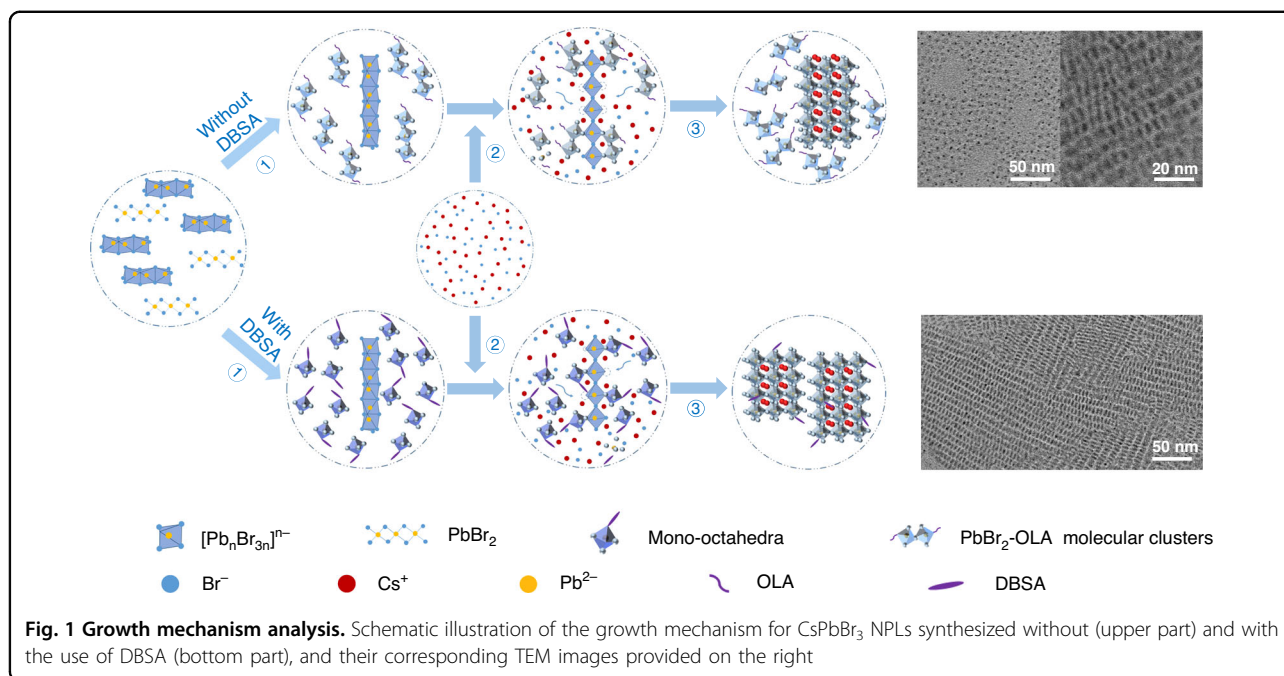 Without
DBSA
①
②
③
50 nm
20 nm
With
DBSA
①
②
③
50 nm
[PbₙBr₃ₙ]ⁿ⁻
PbBr₂
Mono-octahedra
PbBr₂-OLA molecular clusters
Br⁻
Cs⁺
Pb²⁻
OLA
DBSA
Fig. 1 Growth mechanism analysis. Schematic illustration of the growth mechanism for CsPbBr₃ NPLs synthesized without (upper part) and with
the use of DBSA (bottom part), and their corresponding TEM images provided on the right